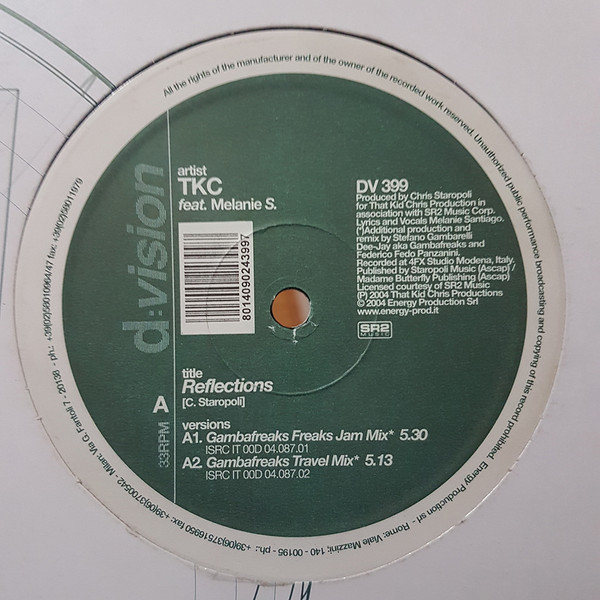 All the rights of the manufacturer and of the owner of the recorded work reserved. Unauthorized public performance broadcasting and copying of this record prohibited. Energy Production srl - Rome: Viale Mazzini, 140 - 00195 - ph.: +39(06)37516950 fax: +39(06)3700542 - Milan: Via G. Fantoli 7 - 20138 - ph.: +39(02)58010964/47 fax: +39(02)58011979
d:vision
artist
TKC
feat. Melanie S.
8014090243997
DV 399
Produced by Chris Staropoli
for That Kid Chris Production in
association with SR2 Music Corp.
Lyrics and Vocals Melanie Santiago.
(*)Additional production and
remix by Stefano Gambarelli
Dee-Jay aka Gambafreaks and
Federico Fedo Panzanini.
Recorded at 4FX Studio Modena, Italy.
Published by Staropoli Music (Ascap) /
Madame Butterfly Publishing (Ascap)
Licensed courtesy of SR2 Music
(P) 2004 That Kid Chris Productions
© 2004 Energy Production Srl
www.energy-prod.it
SR2
MUSIC
title
Reflections
[C. Staropoli]
A
33RPM
versions
A1. Gambafreaks Freaks Jam Mix* 5.30
ISRC IT 00D 04.087.01
A2. Gambafreaks Travel Mix* 5.13
ISRC IT 00D 04.087.02